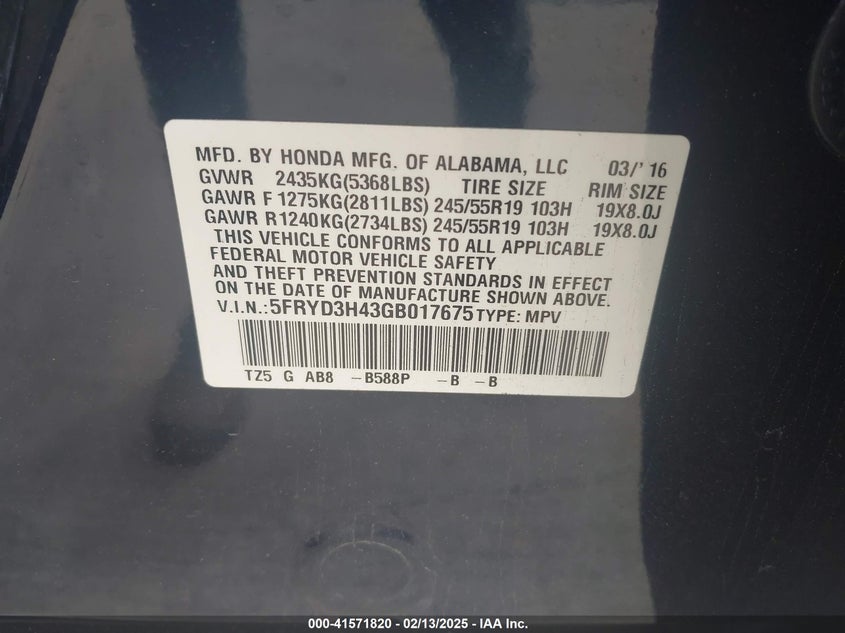 MFD. BY HONDA MFG. OF ALABAMA, LLC 03/' 16
GVWR 2435KG(5368LBS) TIRE SIZE RIM SIZE
GAWR F 1275KG(2811LBS) 245/55R19 103H 19X8.0J
GAWR R1240KG(2734LBS) 245/55R19 103H 19X8.0J
THIS VEHICLE CONFORMS TO ALL APPLICABLE
FEDERAL MOTOR VEHICLE SAFETY
AND THEFT PREVENTION STANDARDS IN EFFECT
ON THE DATE OF MANUFACTURE SHOWN ABOVE.
V.I.N.:5FRYD3H43GB017675 TYPE: MPV
TZ5 G AB8 -B588P -B -B
000-41571820 - 02/13/2025 - IAA Inc.